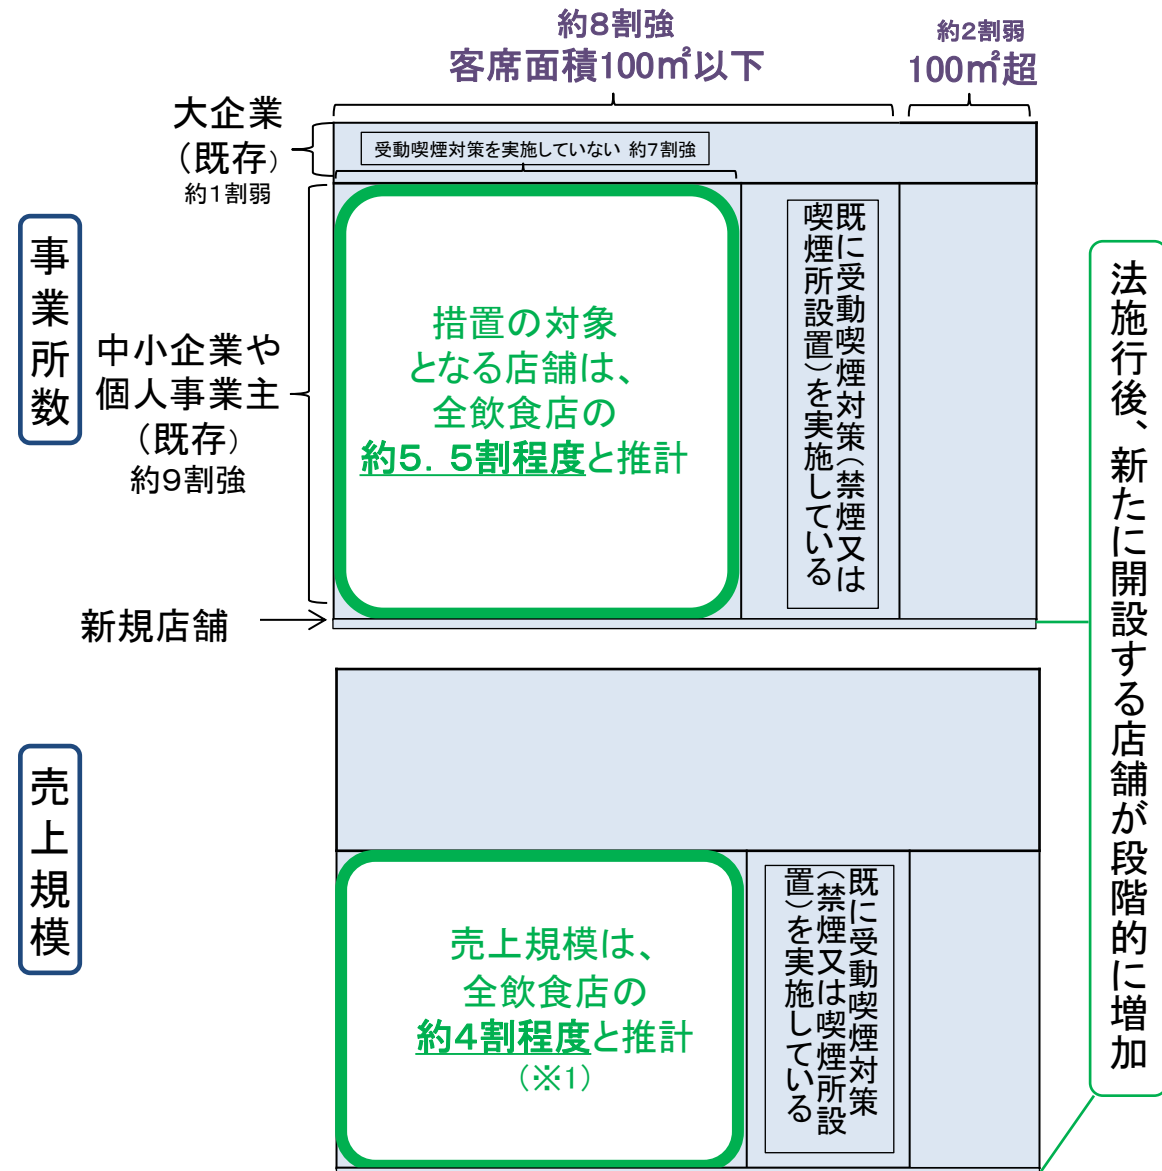 約8割強
客席面積100㎡以下
約2割弱
100㎡超
大企業
（既存）
約1割弱
受動喫煙対策を実施していない 約7割強
事業所数
中小企業や
個人事業主
（既存）
約9割強
措置の対象
となる店舗は、
全飲食店の
約5．5割程度と推計
既に受動喫煙対策（禁煙又は
喫煙所設置）を実施している
新規店舗
法施行後、新たに開設する店舗が段階的に増加
売上規模
売上規模は、
全飲食店の
約4割程度と推計
（※1）
既に受動喫煙対策
（禁煙又は喫煙所設
置）を実施している